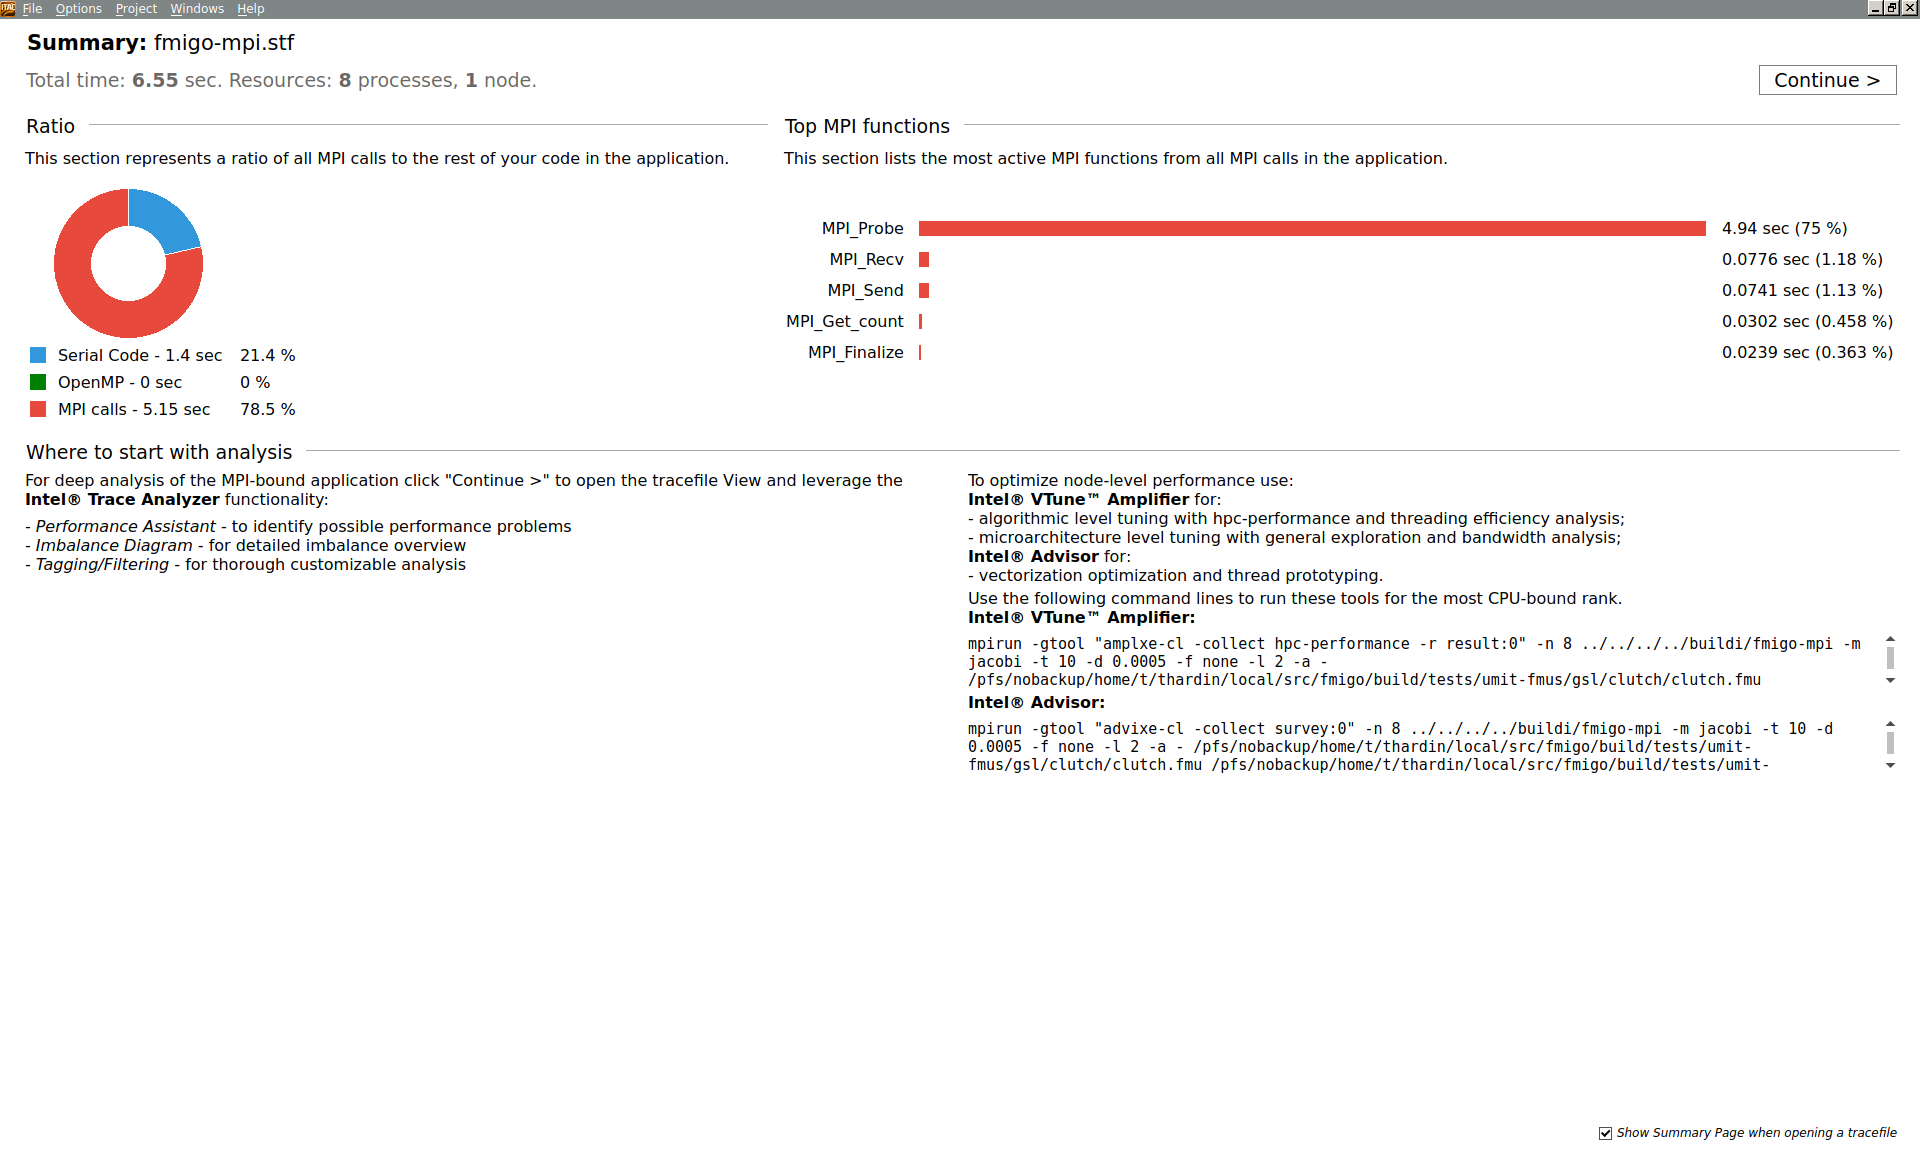 ITAC
File Options Project Windows Help
Summary: fmigo-mpi.stf
Total time: 6.55 sec. Resources: 8 processes, 1 node.
Continue >
Ratio
This section represents a ratio of all MPI calls to the rest of your code in the application.
Serial Code - 1.4 sec 21.4 %
OpenMP - 0 sec 0 %
MPI calls - 5.15 sec 78.5 %
Top MPI functions
This section lists the most active MPI functions from all MPI calls in the application.
MPI_Probe 4.94 sec (75 %)
MPI_Recv 0.0776 sec (1.18 %)
MPI_Send 0.0741 sec (1.13 %)
MPI_Get_count 0.0302 sec (0.458 %)
MPI_Finalize 0.0239 sec (0.363 %)
Where to start with analysis
For deep analysis of the MPI-bound application click "Continue >" to open the tracefile View and leverage the
Intel® Trace Analyzer functionality:
- Performance Assistant - to identify possible performance problems
- Imbalance Diagram - for detailed imbalance overview
- Tagging/Filtering - for thorough customizable analysis
To optimize node-level performance use:
Intel® VTune™ Amplifier for:
- algorithmic level tuning with hpc-performance and threading efficiency analysis;
- microarchitecture level tuning with general exploration and bandwidth analysis;
Intel® Advisor for:
- vectorization optimization and thread prototyping.
Use the following command lines to run these tools for the most CPU-bound rank.
Intel® VTune™ Amplifier:
mpirun -gtool "amplxe-cl -collect hpc-performance -r result:0" -n 8 ../../../../buildi/fmigo-mpi -m
jacobi -t 10 -d 0.0005 -f none -l 2 -a -
/pfs/nobackup/home/t/thardin/local/src/fmigo/build/tests/umit-fmus/gsl/clutch/clutch.fmu
Intel® Advisor:
mpirun -gtool "advixe-cl -collect survey:0" -n 8 ../../../../buildi/fmigo-mpi -m jacobi -t 10 -d
0.0005 -f none -l 2 -a - /pfs/nobackup/home/t/thardin/local/src/fmigo/build/tests/umit-
fmus/gsl/clutch/clutch.fmu /pfs/nobackup/home/t/thardin/local/src/fmigo/build/tests/umit-
Show Summary Page when opening a tracefile